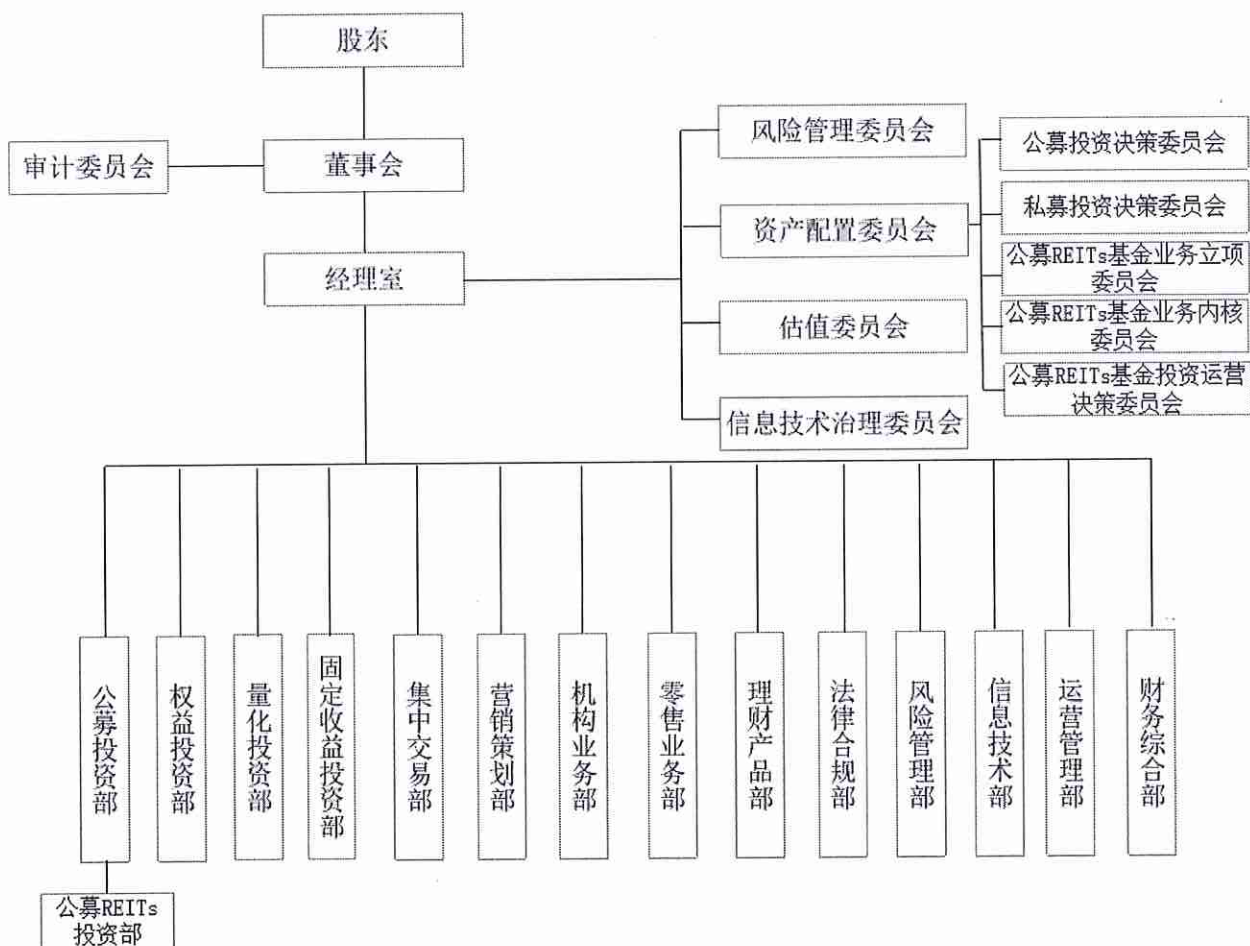 股东
审计委员会
董事会
经理室
风险管理委员会
资产配置委员会
估值委员会
信息技术治理委员会
公募投资决策委员会
私募投资决策委员会
公募REITs基金业务立项
委员会
公募REITs基金业务内核
委员会
公募REITs基金投资运营
决策委员会
公募投资部
权益投资部
量化投资部
固定收益投资部
集中交易部
营销策划部
机构业务部
零售业务部
理财产品部
法律合规部
风险管理部
信息技术部
运营管理部
财务综合部
公募REITs
投资部